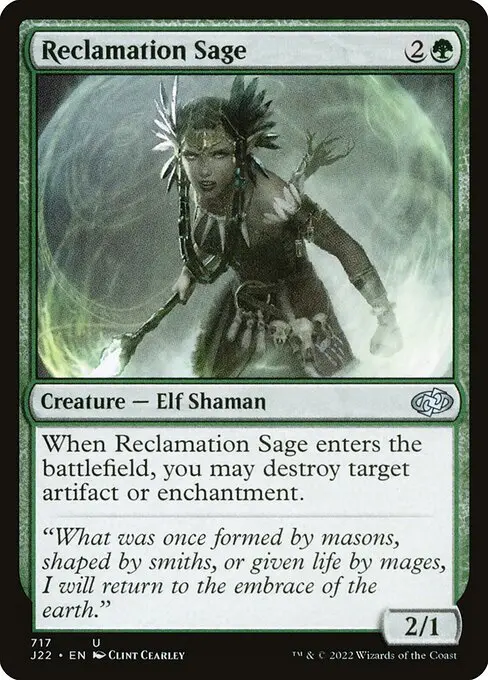 Reclamation Sage 2
Creature — Elf Shaman
When Reclamation Sage enters the
battlefield, you may destroy target
artifact or enchantment.
“What was once formed by masons,
shaped by smiths, or given life by mages,
I will return to the embrace of the
earth.”
2/1
717 U
J22 • EN Clint Cearley
™ & © 2022 Wizards of the Coast